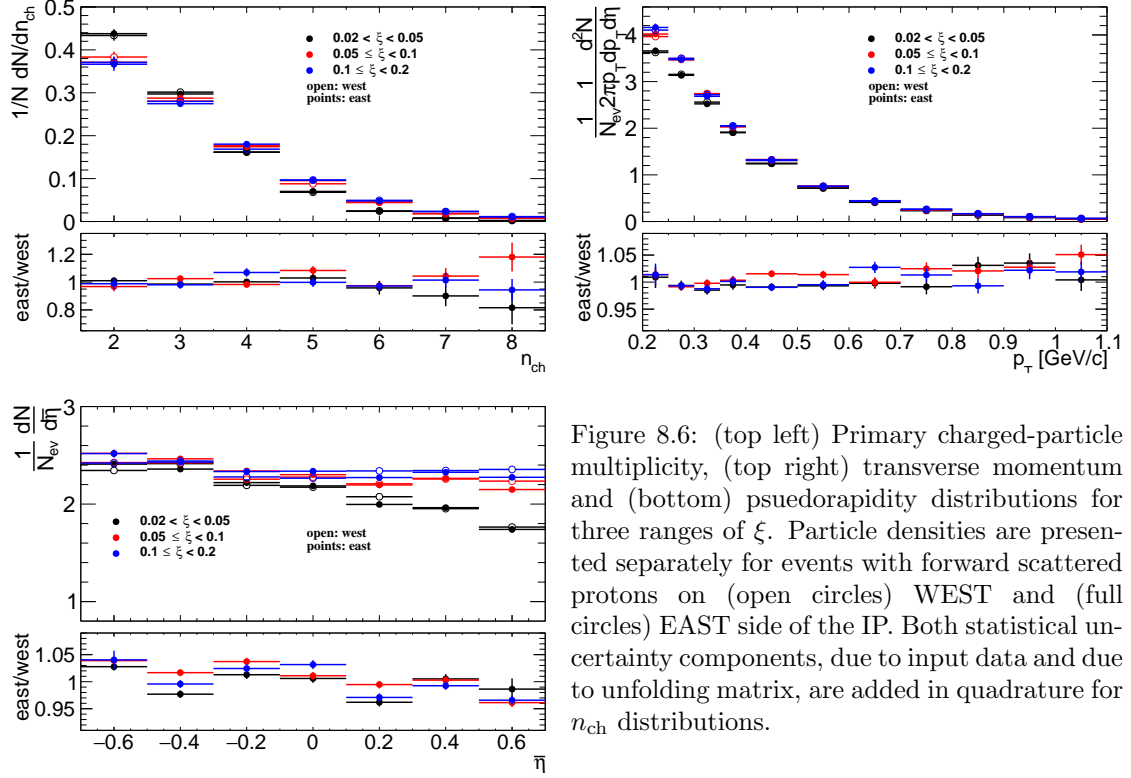 1/N dN/dn_ch
0.5
0.4
0.3
0.2
0.1
0
0.02 < ξ < 0.05
0.05 ≤ ξ < 0.1
0.1 ≤ ξ < 0.2
open: west
points: east
east/west
1.2
1.0
0.8
2 3 4 5 6 7 8
n_ch
1/N_ev 1/2πp_T d²N/dp_T dη
4
3
2
1
0
0.02 < ξ < 0.05
0.05 ≤ ξ < 0.1
0.1 ≤ ξ < 0.2
open: west
points: east
east/west
1.05
1
0.95
0.2 0.3 0.4 0.5 0.6 0.7 0.8 0.9 1 1.1
p_T [GeV/c]
1/N_ev dN/dη̄
3
2
1
0.02 < ξ < 0.05
0.05 ≤ ξ < 0.1
0.1 ≤ ξ < 0.2
open: west
points: east
east/west
1.05
1.00
0.95
−0.6 −0.4 −0.2 0 0.2 0.4 0.6
η̄
Figure 8.6: (top left) Primary charged-particle
multiplicity, (top right) transverse momentum
and (bottom) psuedorapidity distributions for
three ranges of ξ. Particle densities are presen-
ted separately for events with forward scattered
protons on (open circles) WEST and (full
circles) EAST side of the IP. Both statistical un-
certainty components, due to input data and due
to unfolding matrix, are added in quadrature for
n_ch distributions.